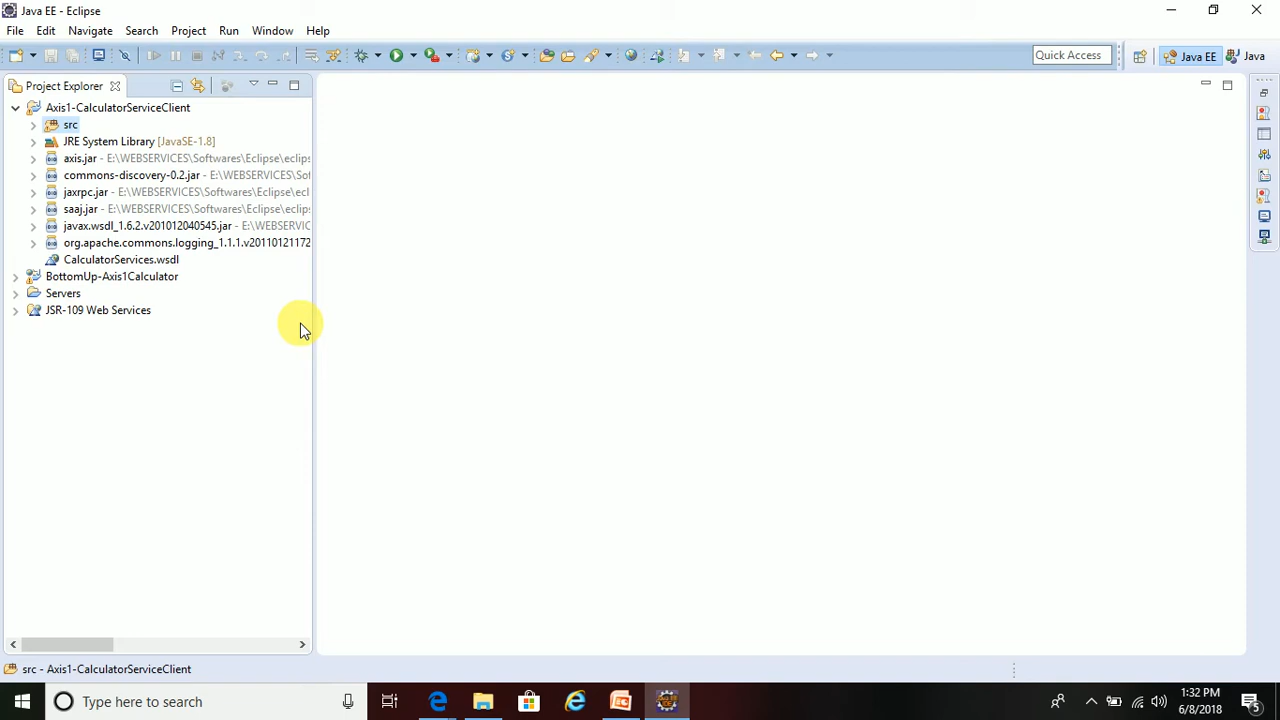 Java EE - Eclipse
File Edit Navigate Search Project Run Window Help
Quick Access
Java EE
Java
Project Explorer
Axis1-CalculatorServiceClient
src
JRE System Library [JavaSE-1.8]
axis.jar - E:\WEBSERVICES\Softwares\Eclipse\eclips
commons-discovery-0.2.jar - E:\WEBSERVICES\Sof
jaxrpc.jar - E:\WEBSERVICES\Softwares\Eclipse\ecl
saaj.jar - E:\WEBSERVICES\Softwares\Eclipse\eclips
javax.wsdl_1.6.2.v201012040545.jar - E:\WEBSERVIC
org.apache.commons.logging_1.1.1.v20110121172
CalculatorServices.wsdl
BottomUp-Axis1Calculator
Servers
JSR-109 Web Services
src - Axis1-CalculatorServiceClient
Type here to search
1:32 PM
6/8/2018
5